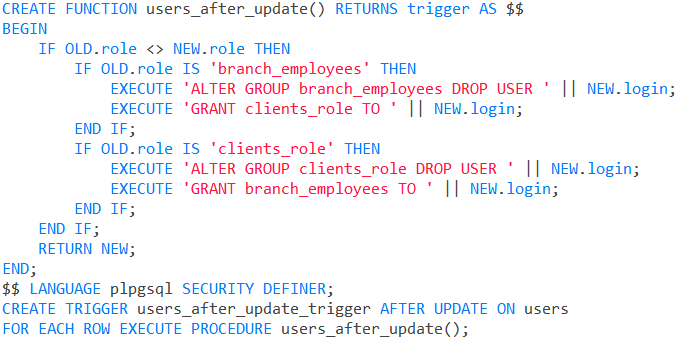 CREATE FUNCTION users_after_update() RETURNS trigger AS $$
BEGIN
    IF OLD.role <> NEW.role THEN
        IF OLD.role IS 'branch_employees' THEN
            EXECUTE 'ALTER GROUP branch_employees DROP USER ' || NEW.login;
            EXECUTE 'GRANT clients_role TO ' || NEW.login;
        END IF;
        IF OLD.role IS 'clients_role' THEN
            EXECUTE 'ALTER GROUP clients_role DROP USER ' || NEW.login;
            EXECUTE 'GRANT branch_employees TO ' || NEW.login;
        END IF;
    END IF;
    RETURN NEW;
END;
$$ LANGUAGE plpgsql SECURITY DEFINER;
CREATE TRIGGER users_after_update_trigger AFTER UPDATE ON users
FOR EACH ROW EXECUTE PROCEDURE users_after_update();